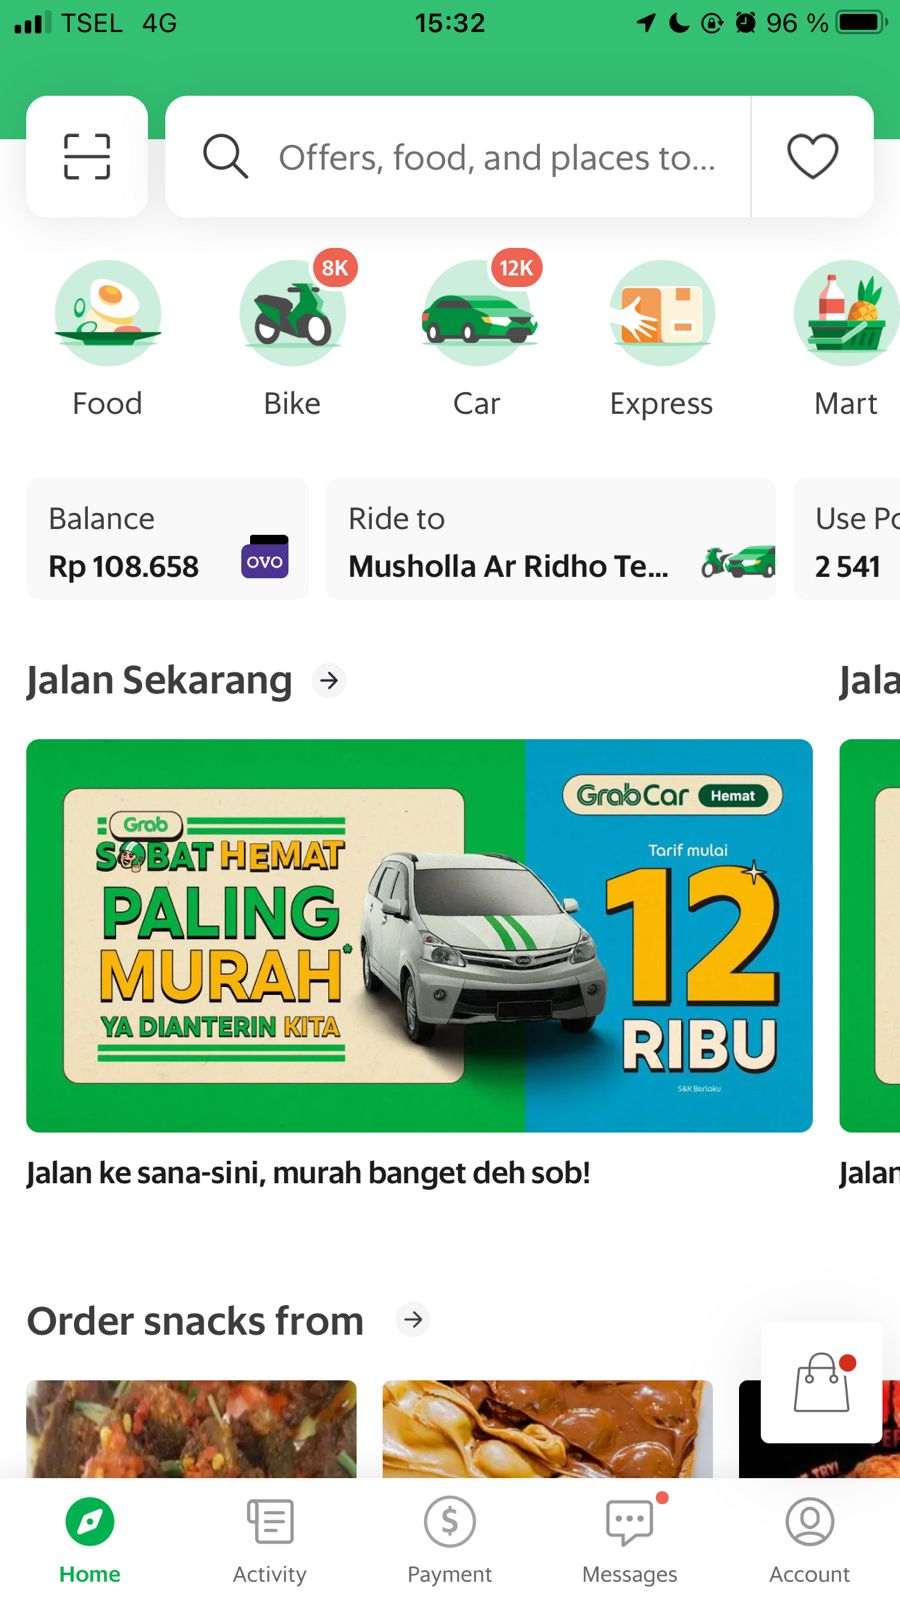 TSEL 4G 15:32 96 %
Offers, food, and places to...
8K 12K
Food Bike Car Express Mart
Balance
Rp 108.658
OVO
Ride to
Musholla Ar Ridho Te...
Use Po
2 541
Jalan Sekarang
Jala
Grab
SOBAT HEMAT
PALING
MURAH*
YA DIANTERIN KITA
Grab
GrabCar Hemat
Tarif mulai
12
RIBU
S&K Berlaku
Jalan ke sana-sini, murah banget deh sob!
Jalan
Order snacks from
Home Activity Payment Messages Account